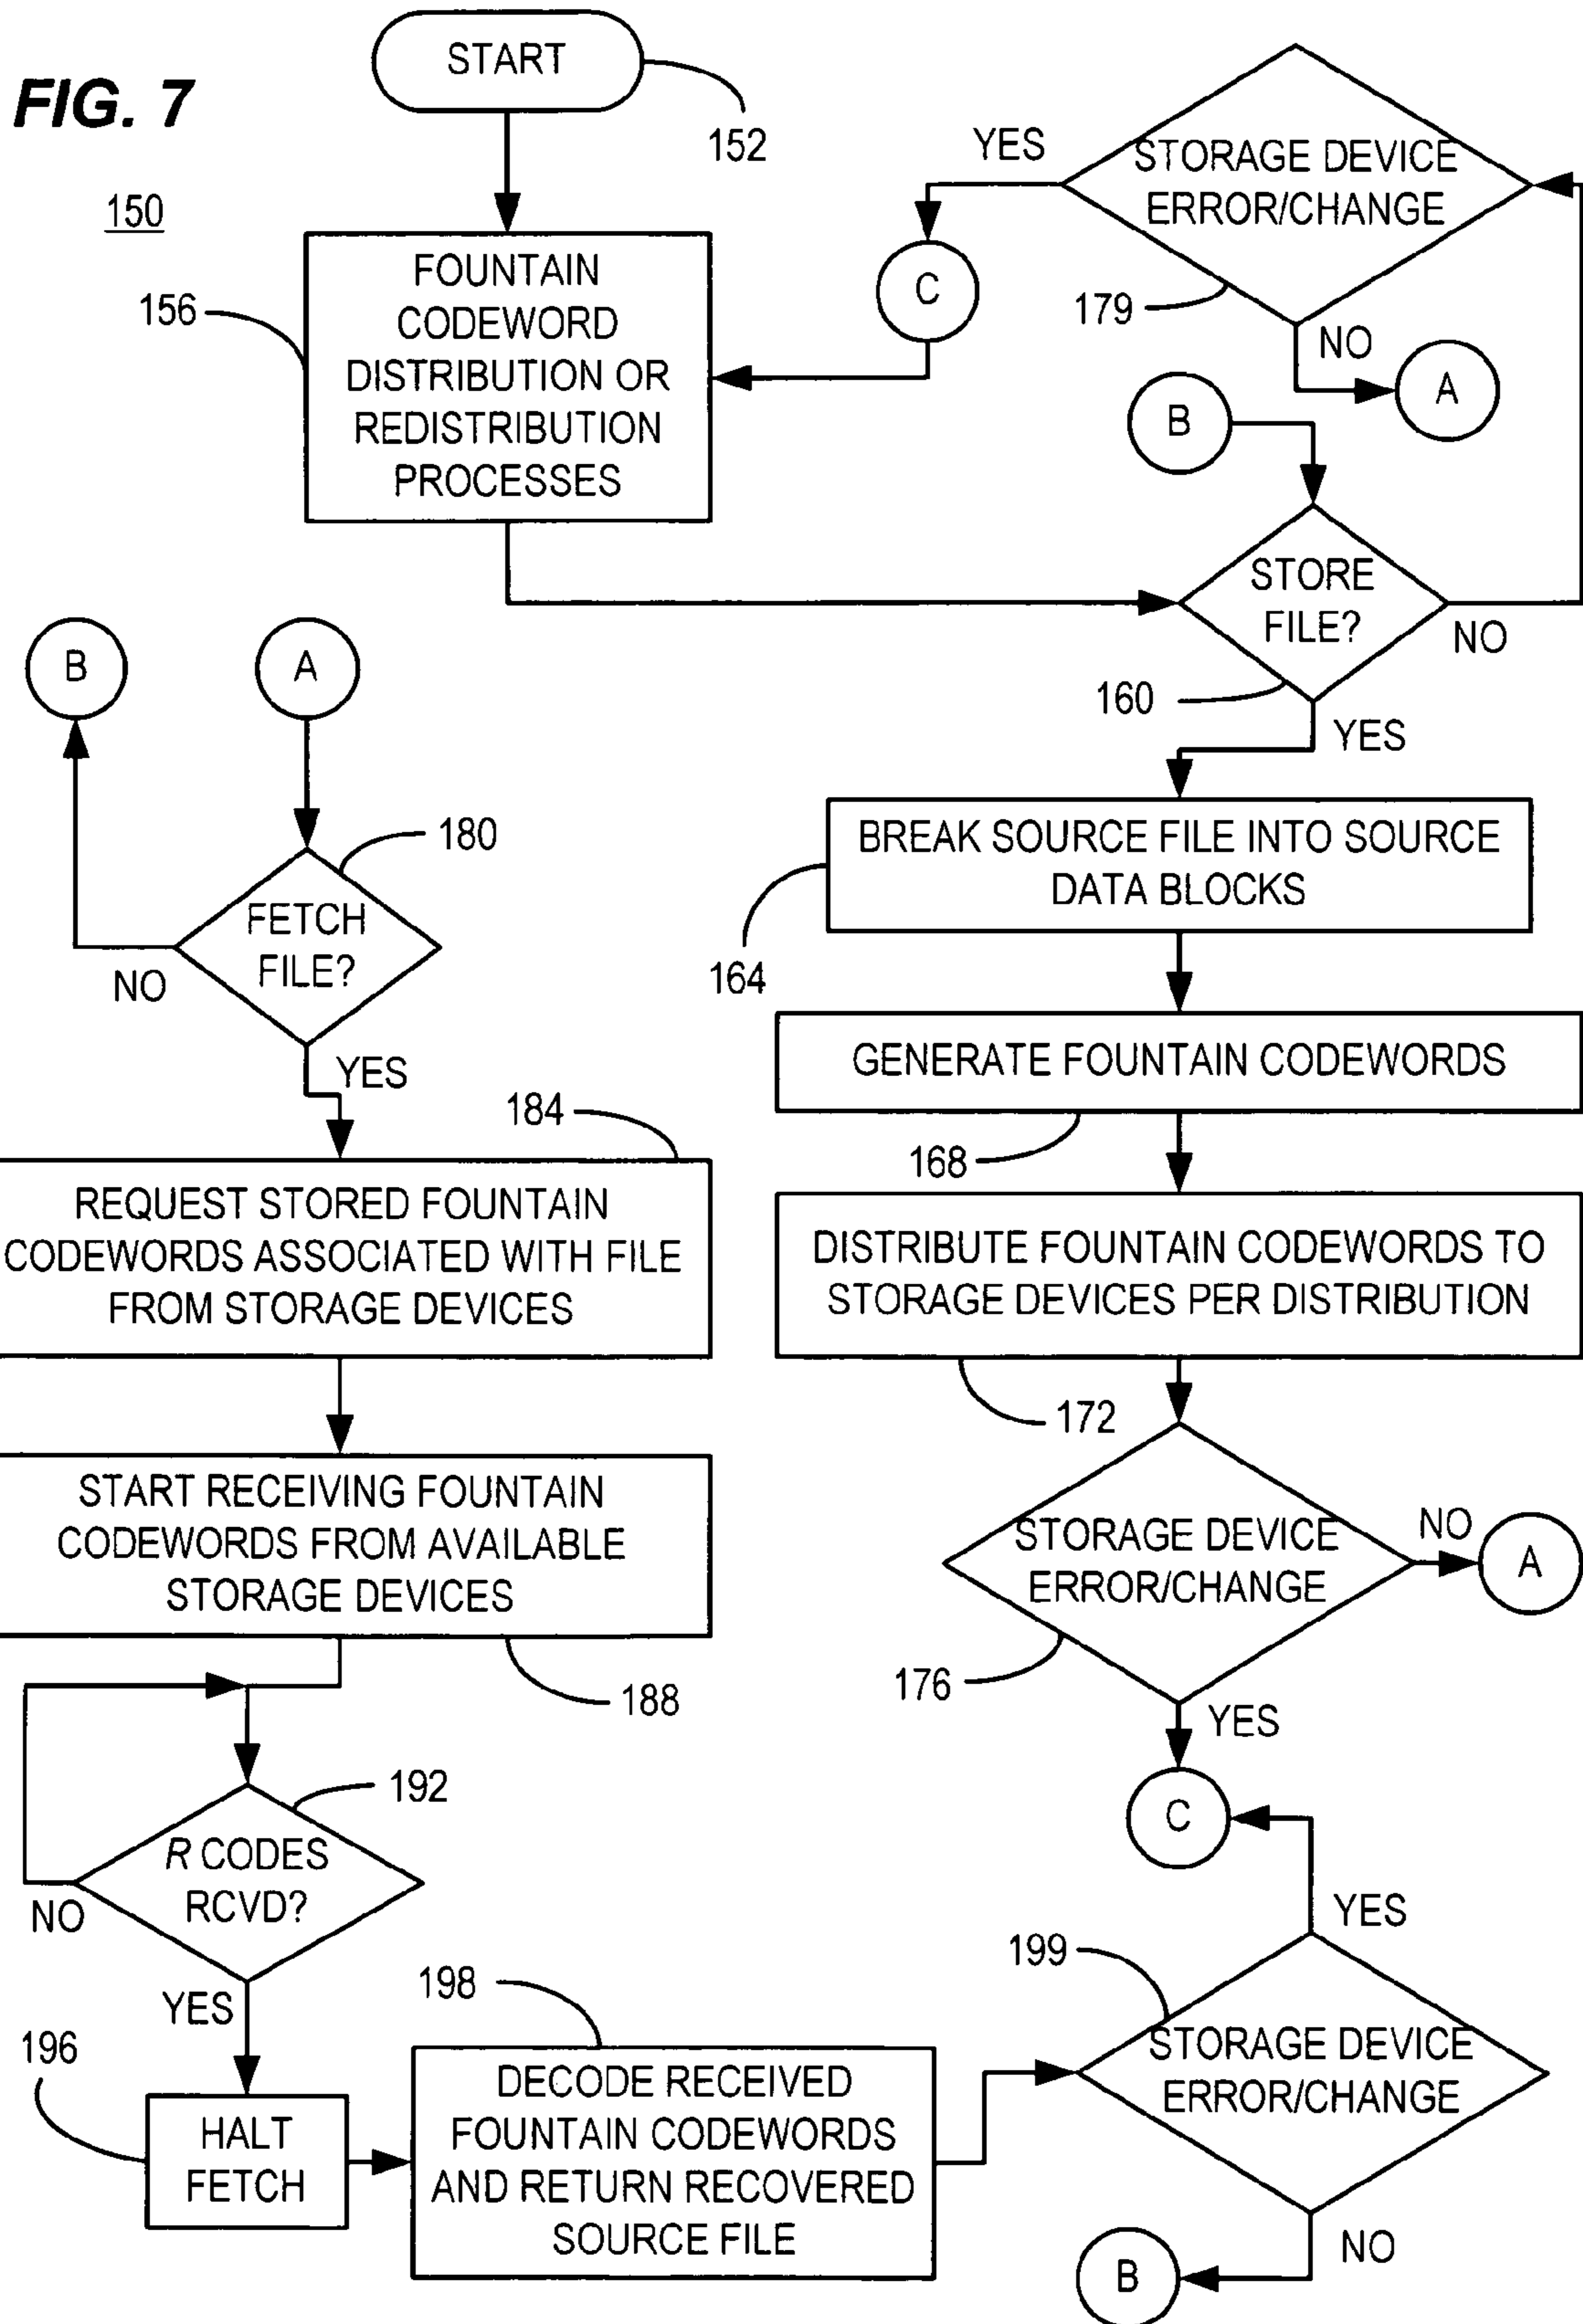 FIG. 7
150
START
152
FOUNTAIN
CODEWORD
DISTRIBUTION OR
REDISTRIBUTION
PROCESSES
156
STORAGE DEVICE
ERROR/CHANGE
179
YES
C
NO
A
B
STORE
FILE?
160
NO
YES
BREAK SOURCE FILE INTO SOURCE
DATA BLOCKS
164
GENERATE FOUNTAIN CODEWORDS
168
DISTRIBUTE FOUNTAIN CODEWORDS TO
STORAGE DEVICES PER DISTRIBUTION
172
STORAGE DEVICE
ERROR/CHANGE
176
NO
A
YES
C
B
A
FETCH
FILE?
180
NO
YES
184
REQUEST STORED FOUNTAIN
CODEWORDS ASSOCIATED WITH FILE
FROM STORAGE DEVICES
START RECEIVING FOUNTAIN
CODEWORDS FROM AVAILABLE
STORAGE DEVICES
188
R CODES
RCVD?
192
NO
YES
196
HALT
FETCH
198
DECODE RECEIVED
FOUNTAIN CODEWORDS
AND RETURN RECOVERED
SOURCE FILE
199
STORAGE DEVICE
ERROR/CHANGE
YES
NO
B